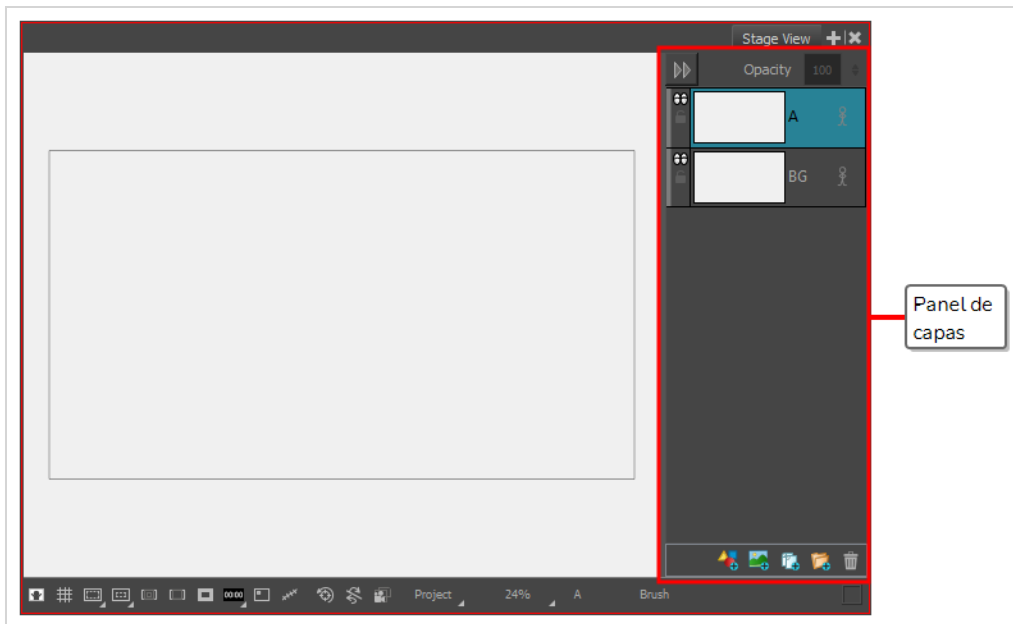 Stage View
Opacity 100
A
BG
Panel de
capas
00:00 Project 24% A Brush